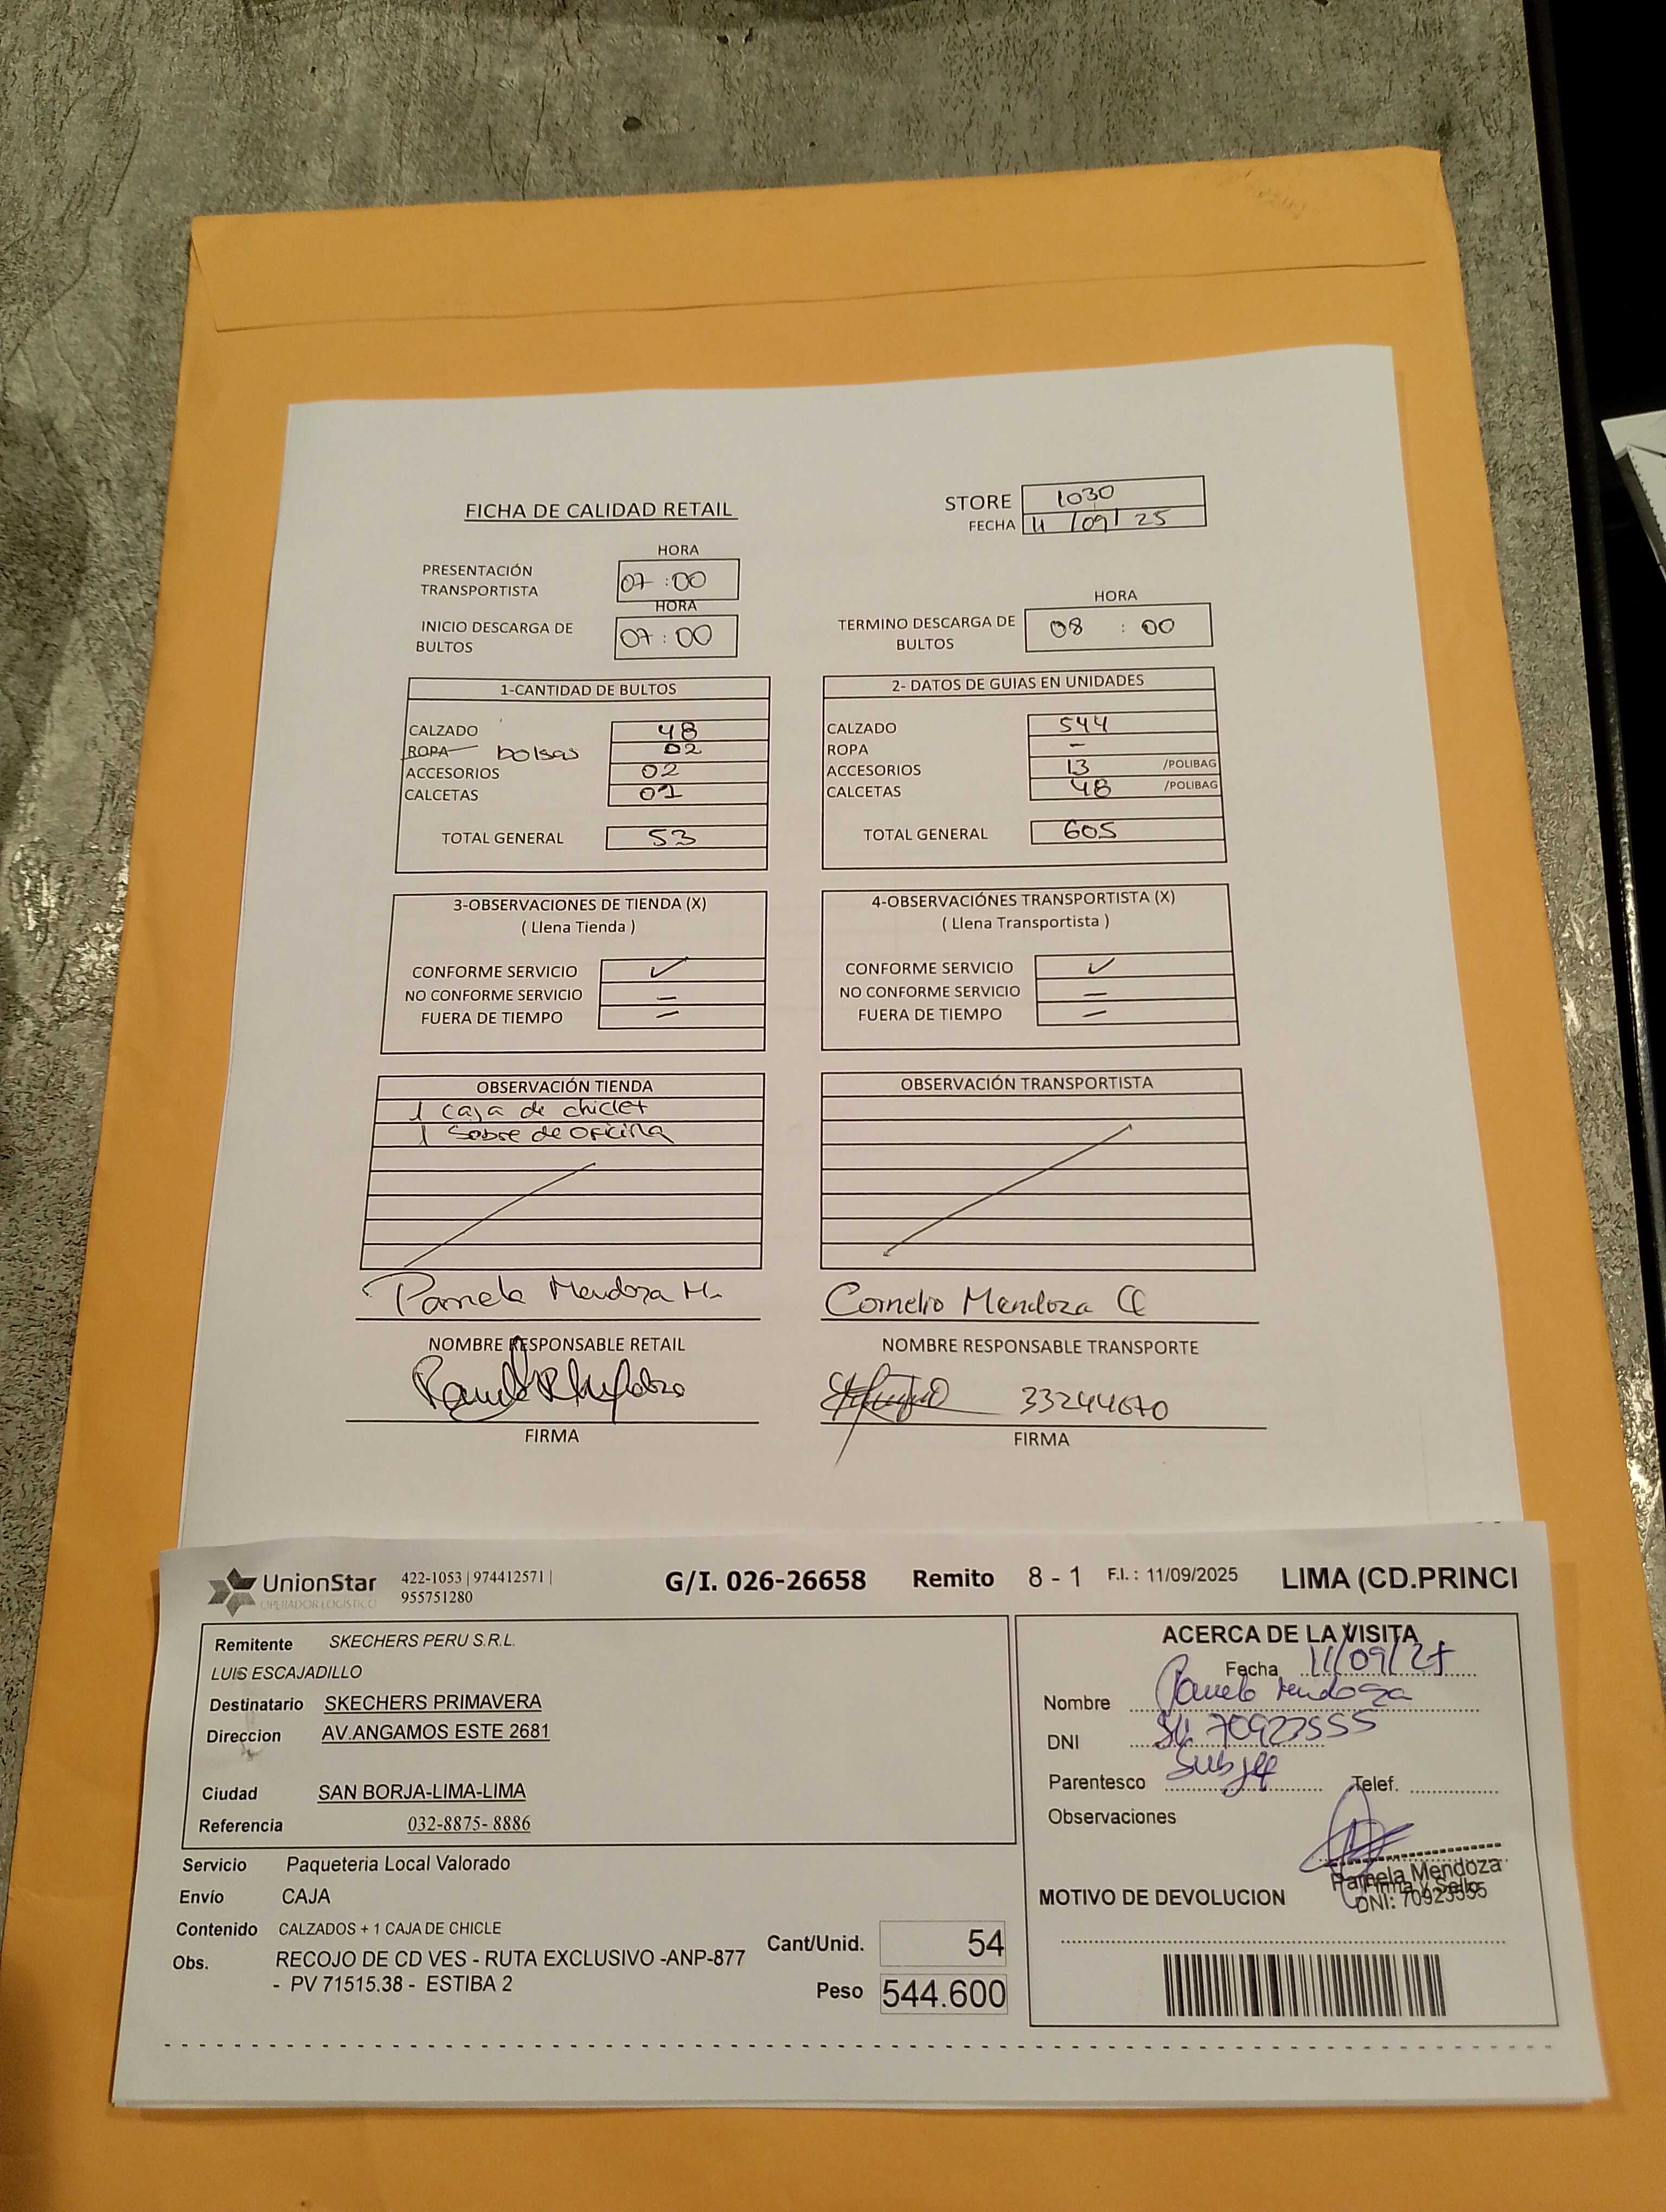 FICHA DE CALIDAD RETAIL
STORE 1030
FECHA 11/09/25
HORA
PRESENTACIÓN TRANSPORTISTA 07:00
HORA
INICIO DESCARGA DE BULTOS 07:00
HORA
TERMINO DESCARGA DE BULTOS 08:00
1-CANTIDAD DE BULTOS
CALZADO 48
ROPA bolsas 02
ACCESORIOS 02
CALCETAS 01
TOTAL GENERAL 53
2- DATOS DE GUIAS EN UNIDADES
CALZADO 544
ROPA -
ACCESORIOS 13 /POLIBAG
CALCETAS 48 /POLIBAG
TOTAL GENERAL 605
3-OBSERVACIONES DE TIENDA (X)
( Llena Tienda )
CONFORME SERVICIO ✓
NO CONFORME SERVICIO -
FUERA DE TIEMPO -
4-OBSERVACIÓNES TRANSPORTISTA (X)
( Llena Transportista )
CONFORME SERVICIO ✓
NO CONFORME SERVICIO -
FUERA DE TIEMPO -
OBSERVACIÓN TIENDA
1 caja de chicles
1 sobre de oficina
OBSERVACIÓN TRANSPORTISTA
Pamela Mendoza M.
NOMBRE RESPONSABLE RETAIL
FIRMA
Cornelio Mendoza
NOMBRE RESPONSABLE TRANSPORTE
33244670
FIRMA
UnionStar
OPERADOR LOGÍSTICO
422-1053 | 974412571 |
955751280
G/I. 026-26658 Remito 8 - 1 F.I. : 11/09/2025 LIMA (CD.PRINCI
Remitente SKECHERS PERU S.R.L.
LUIS ESCAJADILLO
Destinatario SKECHERS PRIMAVERA
Direccion AV.ANGAMOS ESTE 2681
Ciudad SAN BORJA-LIMA-LIMA
Referencia 032-8875- 8886
Servicio Paqueteria Local Valorado
Envío CAJA
Contenido CALZADOS + 1 CAJA DE CHICLE
Obs. RECOJO DE CD VES - RUTA EXCLUSIVO -ANP-877
- PV 71515.38 - ESTIBA 2
Cant/Unid. 54
Peso 544.600
ACERCA DE LA VISITA
Fecha 11/09/25
Nombre Pamela Mendoza
DNI 70923555
Parentesco Subjef
Telef.
Observaciones
Pamela Mendoza
Firma y Sello
DNI: 70923555
MOTIVO DE DEVOLUCION